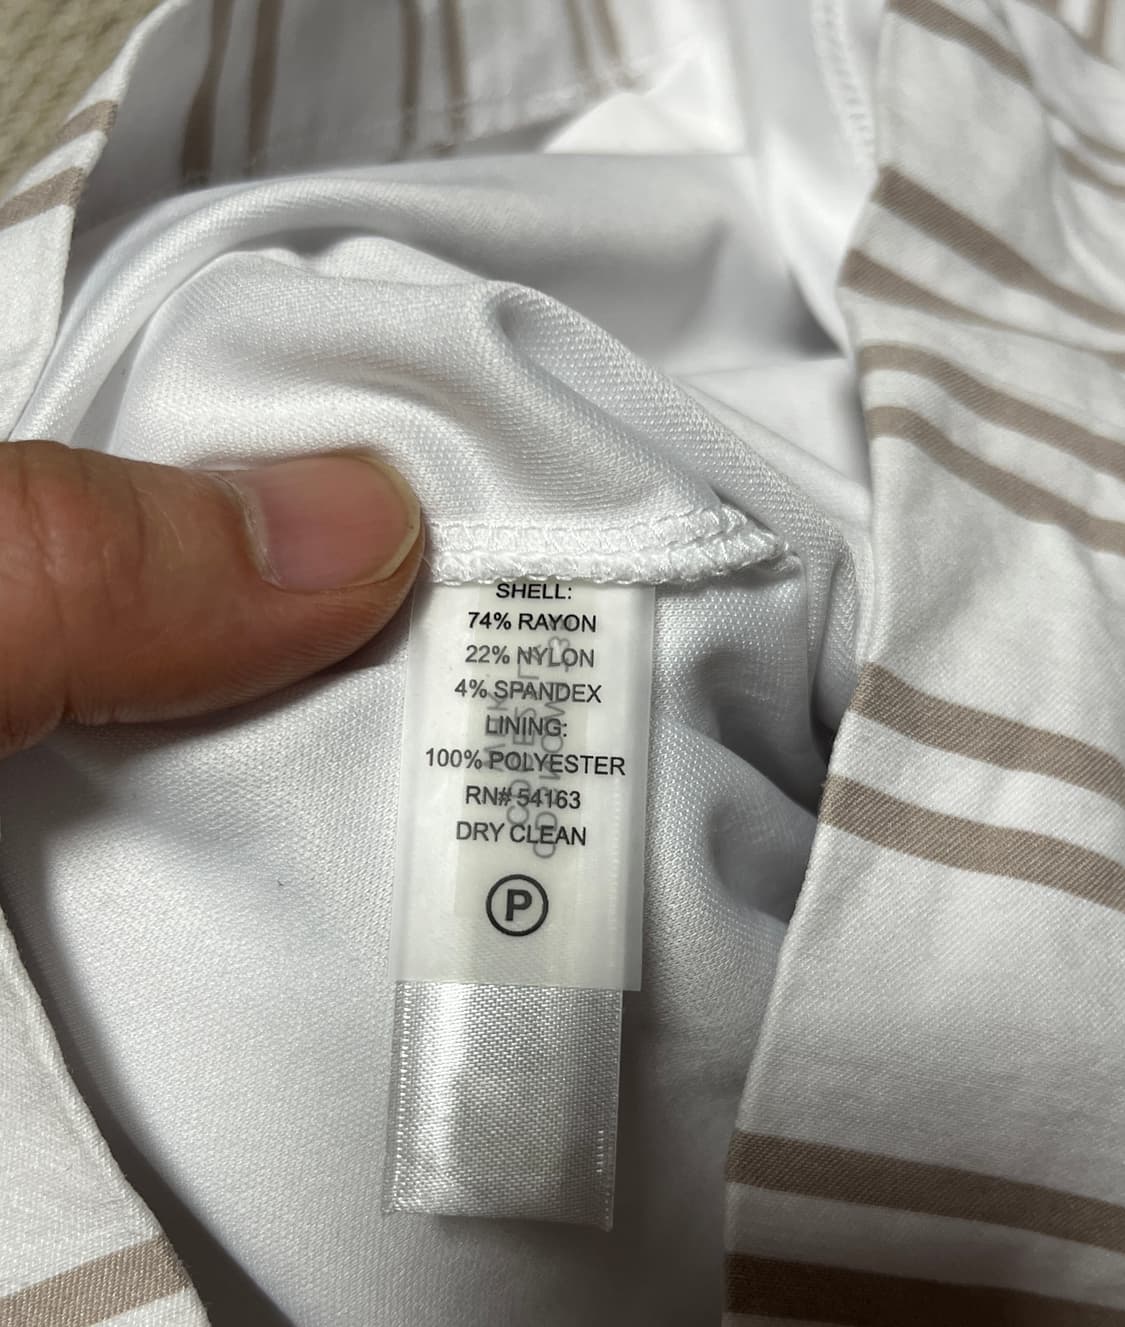 SHELL:
74% RAYON
22% NYLON
4% SPANDEX
LINING:
100% POLYESTER
RN# 54163
DRY CLEAN
P